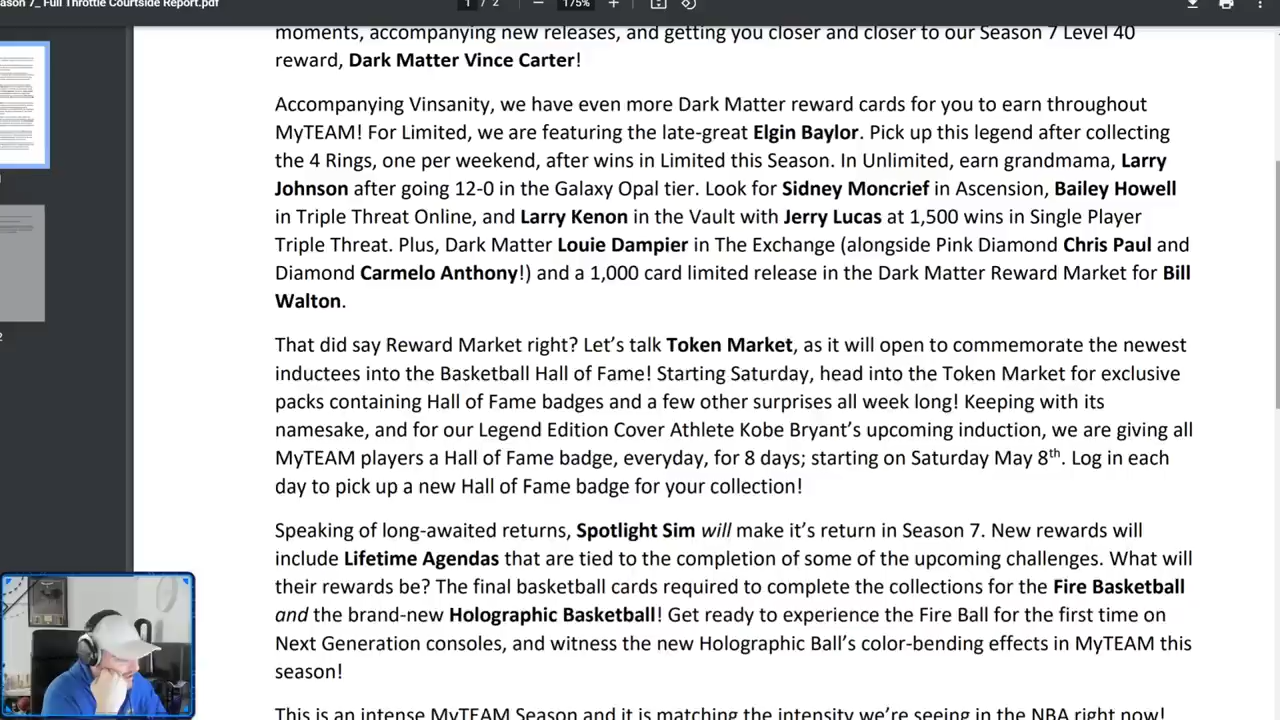 ason 7_ Full Throttle Courtside Report.pdf
1 / 2
175%
moments, accompanying new releases, and getting you closer and closer to our Season 7 Level 40
reward, Dark Matter Vince Carter!
Accompanying Vinsanity, we have even more Dark Matter reward cards for you to earn throughout
MyTEAM! For Limited, we are featuring the late-great Elgin Baylor. Pick up this legend after collecting
the 4 Rings, one per weekend, after wins in Limited this Season. In Unlimited, earn grandmama, Larry
Johnson after going 12-0 in the Galaxy Opal tier. Look for Sidney Moncrief in Ascension, Bailey Howell
in Triple Threat Online, and Larry Kenon in the Vault with Jerry Lucas at 1,500 wins in Single Player
Triple Threat. Plus, Dark Matter Louie Dampier in The Exchange (alongside Pink Diamond Chris Paul and
Diamond Carmelo Anthony!) and a 1,000 card limited release in the Dark Matter Reward Market for Bill
Walton.
That did say Reward Market right? Let’s talk Token Market, as it will open to commemorate the newest
inductees into the Basketball Hall of Fame! Starting Saturday, head into the Token Market for exclusive
packs containing Hall of Fame badges and a few other surprises all week long! Keeping with its
namesake, and for our Legend Edition Cover Athlete Kobe Bryant’s upcoming induction, we are giving all
MyTEAM players a Hall of Fame badge, everyday, for 8 days; starting on Saturday May 8th. Log in each
day to pick up a new Hall of Fame badge for your collection!
Speaking of long-awaited returns, Spotlight Sim will make it’s return in Season 7. New rewards will
include Lifetime Agendas that are tied to the completion of some of the upcoming challenges. What will
their rewards be? The final basketball cards required to complete the collections for the Fire Basketball
and the brand-new Holographic Basketball! Get ready to experience the Fire Ball for the first time on
Next Generation consoles, and witness the new Holographic Ball’s color-bending effects in MyTEAM this
season!
This is an intense MyTEAM Season and it is matching the intensity we’re seeing in the NBA right now!
2